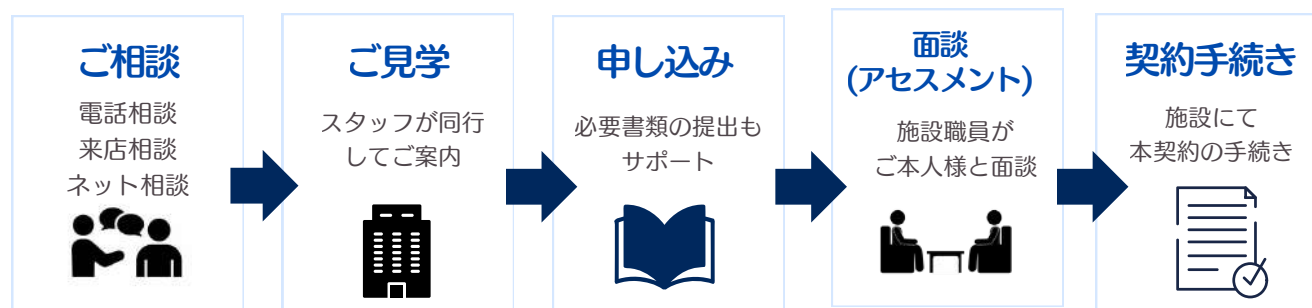 ご相談
電話相談
来店相談
ネット相談
ご見学
スタッフが同行
してご案内
申し込み
必要書類の提出も
サポート
面談
(アセスメント)
施設職員が
ご本人様と面談
契約手続き
施設にて
本契約の手続き